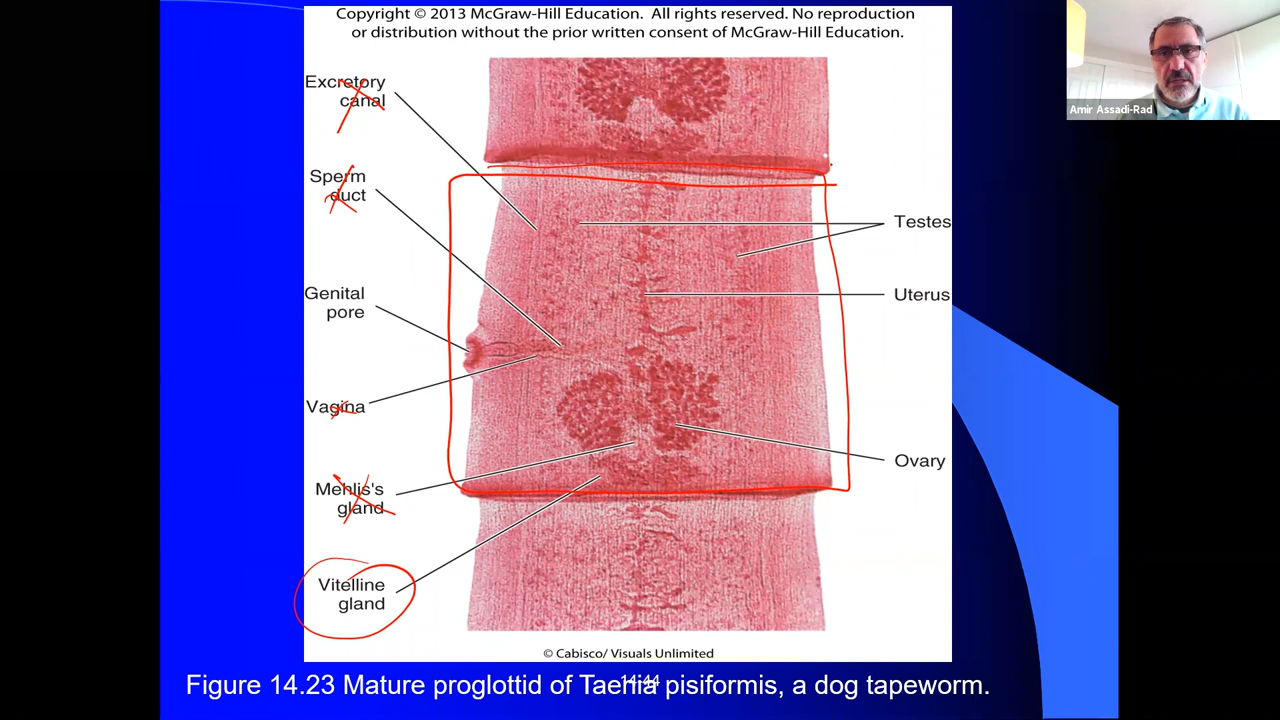 Copyright © 2013 McGraw-Hill Education. All rights reserved. No reproduction
or distribution without the prior written consent of McGraw-Hill Education.
Amir Assadi-Rad
Excretory
canal
Sperm
duct
Genital
pore
Vagina
Mehlis's
gland
Vitelline
gland
Testes
Uterus
Ovary
© Cabisco/ Visuals Unlimited
Figure 14.23 Mature proglottid of Taenia pisiformis, a dog tapeworm.
14-44